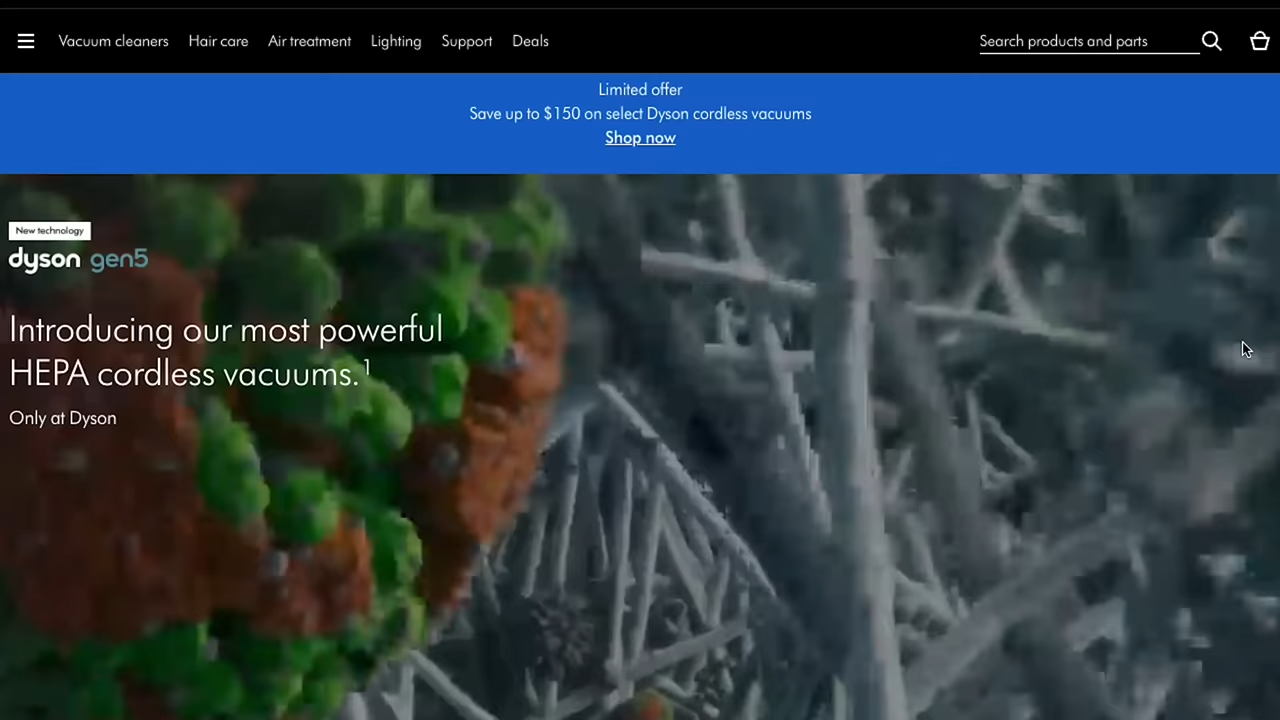 Vacuum cleaners Hair care Air treatment Lighting Support Deals Search products and parts
Limited offer
Save up to $150 on select Dyson cordless vacuums
Shop now
New technology
dyson gen5
Introducing our most powerful
HEPA cordless vacuums.¹
Only at Dyson